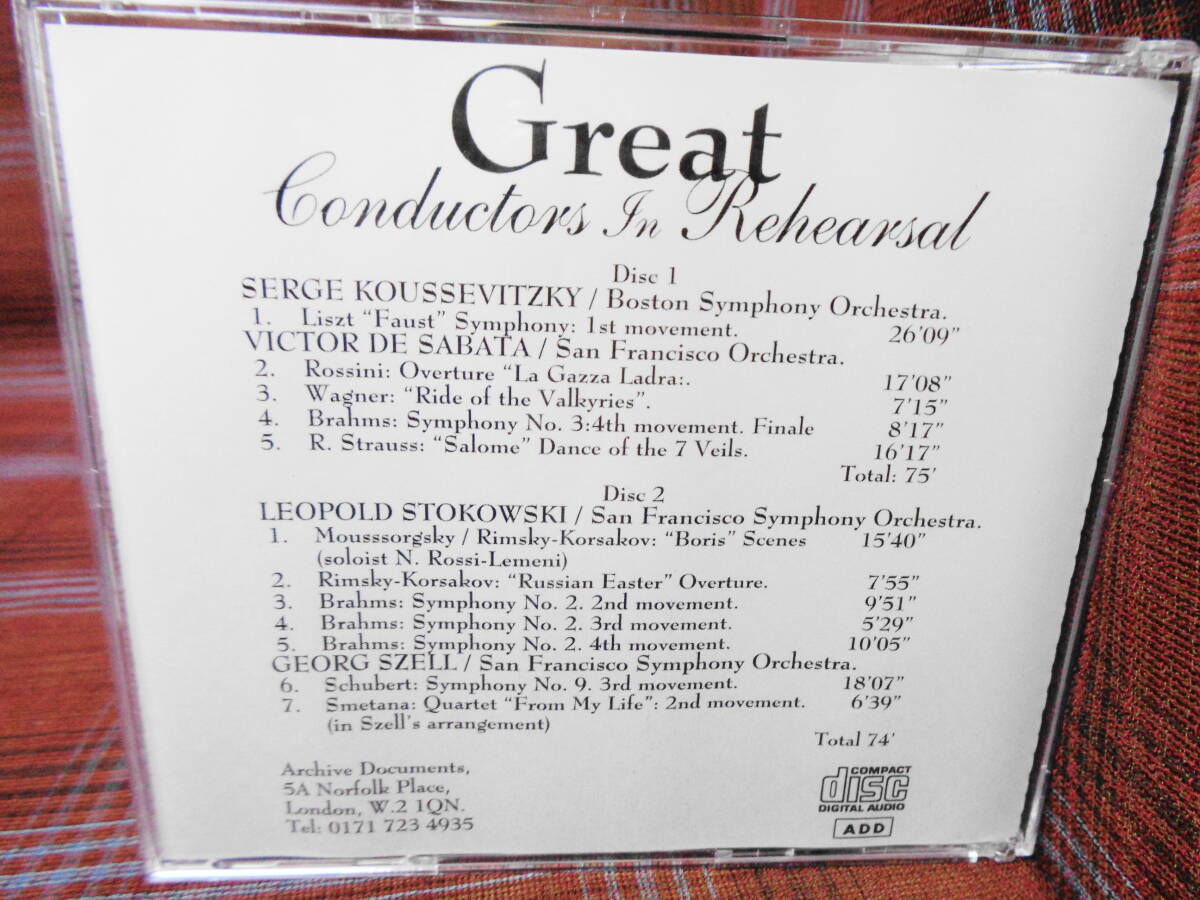 Great
Conductors In Rehearsal
Disc 1
SERGE KOUSSEVITZKY / Boston Symphony Orchestra.
1. Liszt "Faust" Symphony: 1st movement. 26'09"
VICTOR DE SABATA / San Francisco Orchestra.
2. Rossini: Overture "La Gazza Ladra:. 17'08"
3. Wagner: "Ride of the Valkyries". 7'15"
4. Brahms: Symphony No. 3:4th movement. Finale 8'17"
5. R. Strauss: "Salome" Dance of the 7 Veils. 16'17"
Total: 75'
Disc 2
LEOPOLD STOKOWSKI / San Francisco Symphony Orchestra.
1. Mousssorgsky / Rimsky-Korsakov: "Boris" Scenes 15'40"
(soloist N. Rossi-Lemeni)
2. Rimsky-Korsakov: "Russian Easter" Overture. 7'55"
3. Brahms: Symphony No. 2. 2nd movement. 9'51"
4. Brahms: Symphony No. 2. 3rd movement. 5'29"
5. Brahms: Symphony No. 2. 4th movement. 10'05"
GEORG SZELL / San Francisco Symphony Orchestra.
6. Schubert: Symphony No. 9. 3rd movement. 18'07"
7. Smetana: Quartet "From My Life": 2nd movement. 6'39"
(in Szell's arrangement)
Total 74'
Archive Documents,
5A Norfolk Place,
London, W.2 1QN.
Tel: 0171 723 4935
COMPACT
disc
DIGITAL AUDIO
ADD